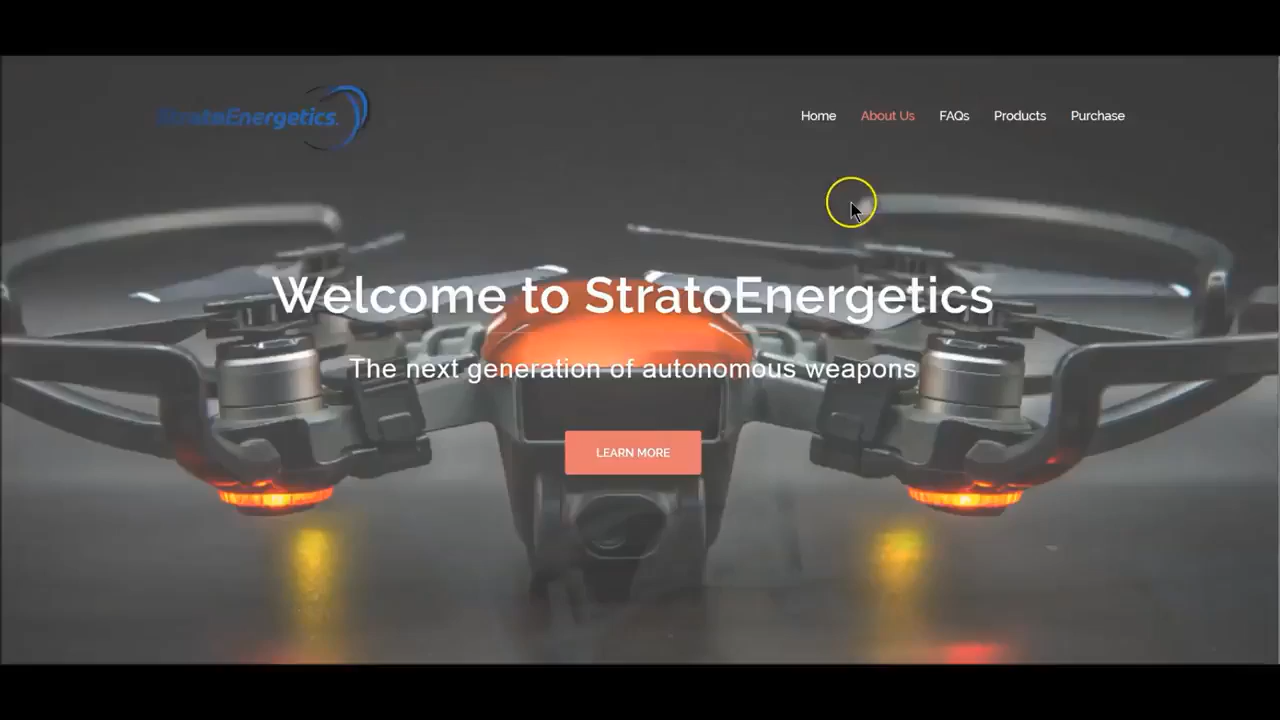 StratoEnergetics.
Home
About Us
FAQs
Products
Purchase
Welcome to StratoEnergetics
The next generation of autonomous weapons
LEARN MORE